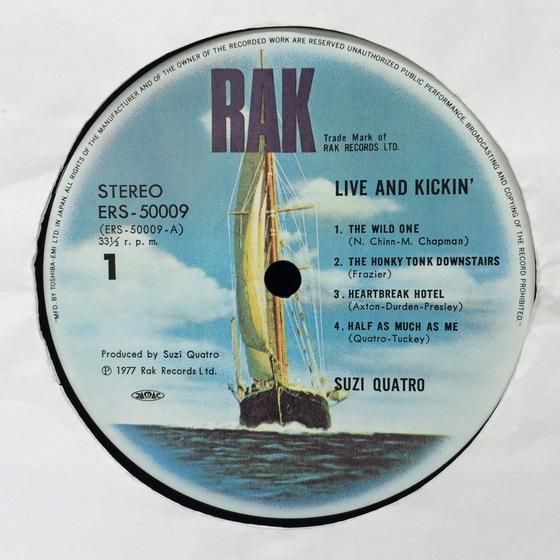 "MFD. BY TOSHIBA-EMI LTD. IN JAPAN. ALL RIGHTS OF THE MANUFACTURER AND OF THE OWNER OF THE RECORDED WORK ARE RESERVED UNAUTHORIZED PUBLIC PERFORMANCE, BROADCASTING AND COPYING OF THE RECORD PROHIBITED."
RAK
Trade Mark of
RAK RECORDS LTD.
STEREO
ERS-50009
(ERS-50009-A)
33⅓ r. p. m.
1
LIVE AND KICKIN'
1. THE WILD ONE
(N. Chinn-M. Chapman)
2. THE HONKY TONK DOWNSTAIRS
(Frazier)
3. HEARTBREAK HOTEL
(Axton-Durden-Presley)
4. HALF AS MUCH AS ME
(Quatro-Tuckey)
SUZI QUATRO
Produced by Suzi Quatro
℗ 1977 Rak Records Ltd.
JASRAC